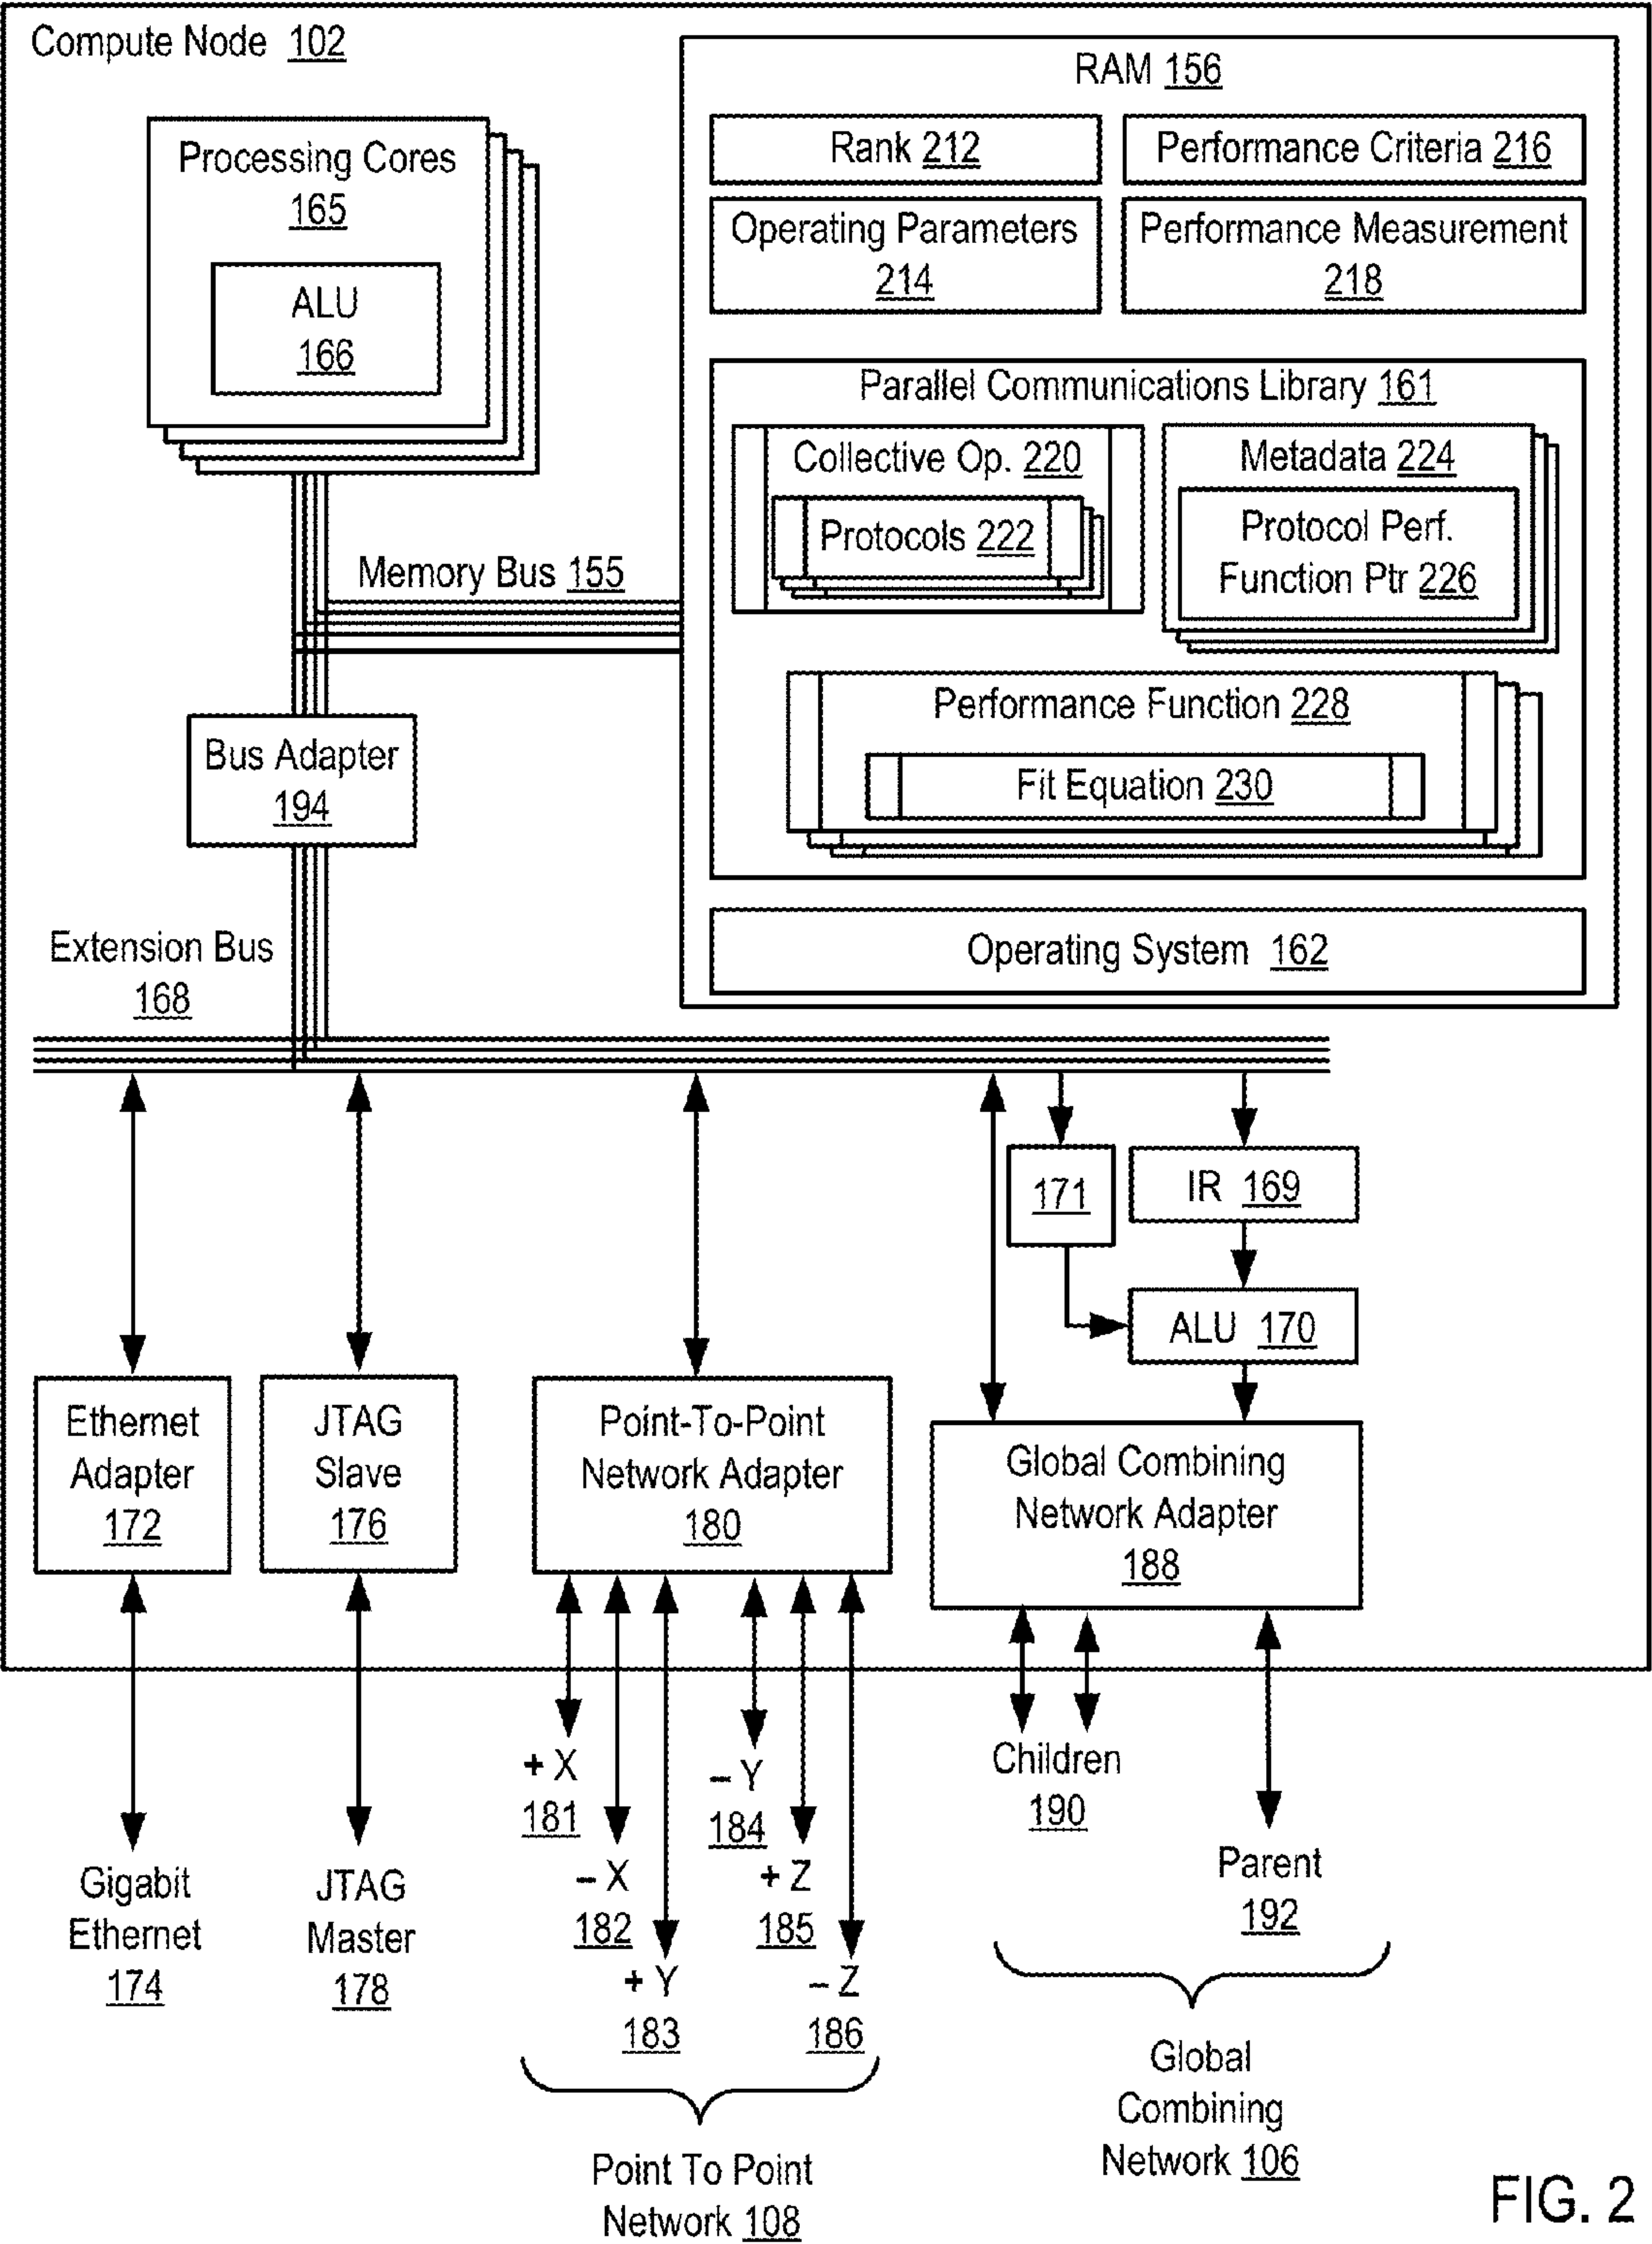 Compute Node 102
RAM 156
Processing Cores
165
ALU
166
Rank 212
Performance Criteria 216
Operating Parameters
214
Performance Measurement
218
Parallel Communications Library 161
Collective Op. 220
Protocols 222
Metadata 224
Protocol Perf.
Function Ptr 226
Memory Bus 155
Performance Function 228
Fit Equation 230
Bus Adapter
194
Operating System 162
Extension Bus
168
171
IR 169
ALU 170
Ethernet
Adapter
172
JTAG
Slave
176
Point-To-Point
Network Adapter
180
Global Combining
Network Adapter
188
+ X
181
– X
182
+ Y
183
– Y
184
+ Z
185
– Z
186
Children
190
Parent
192
Gigabit
Ethernet
174
JTAG
Master
178
Point To Point
Network 108
Global
Combining
Network 106
FIG. 2